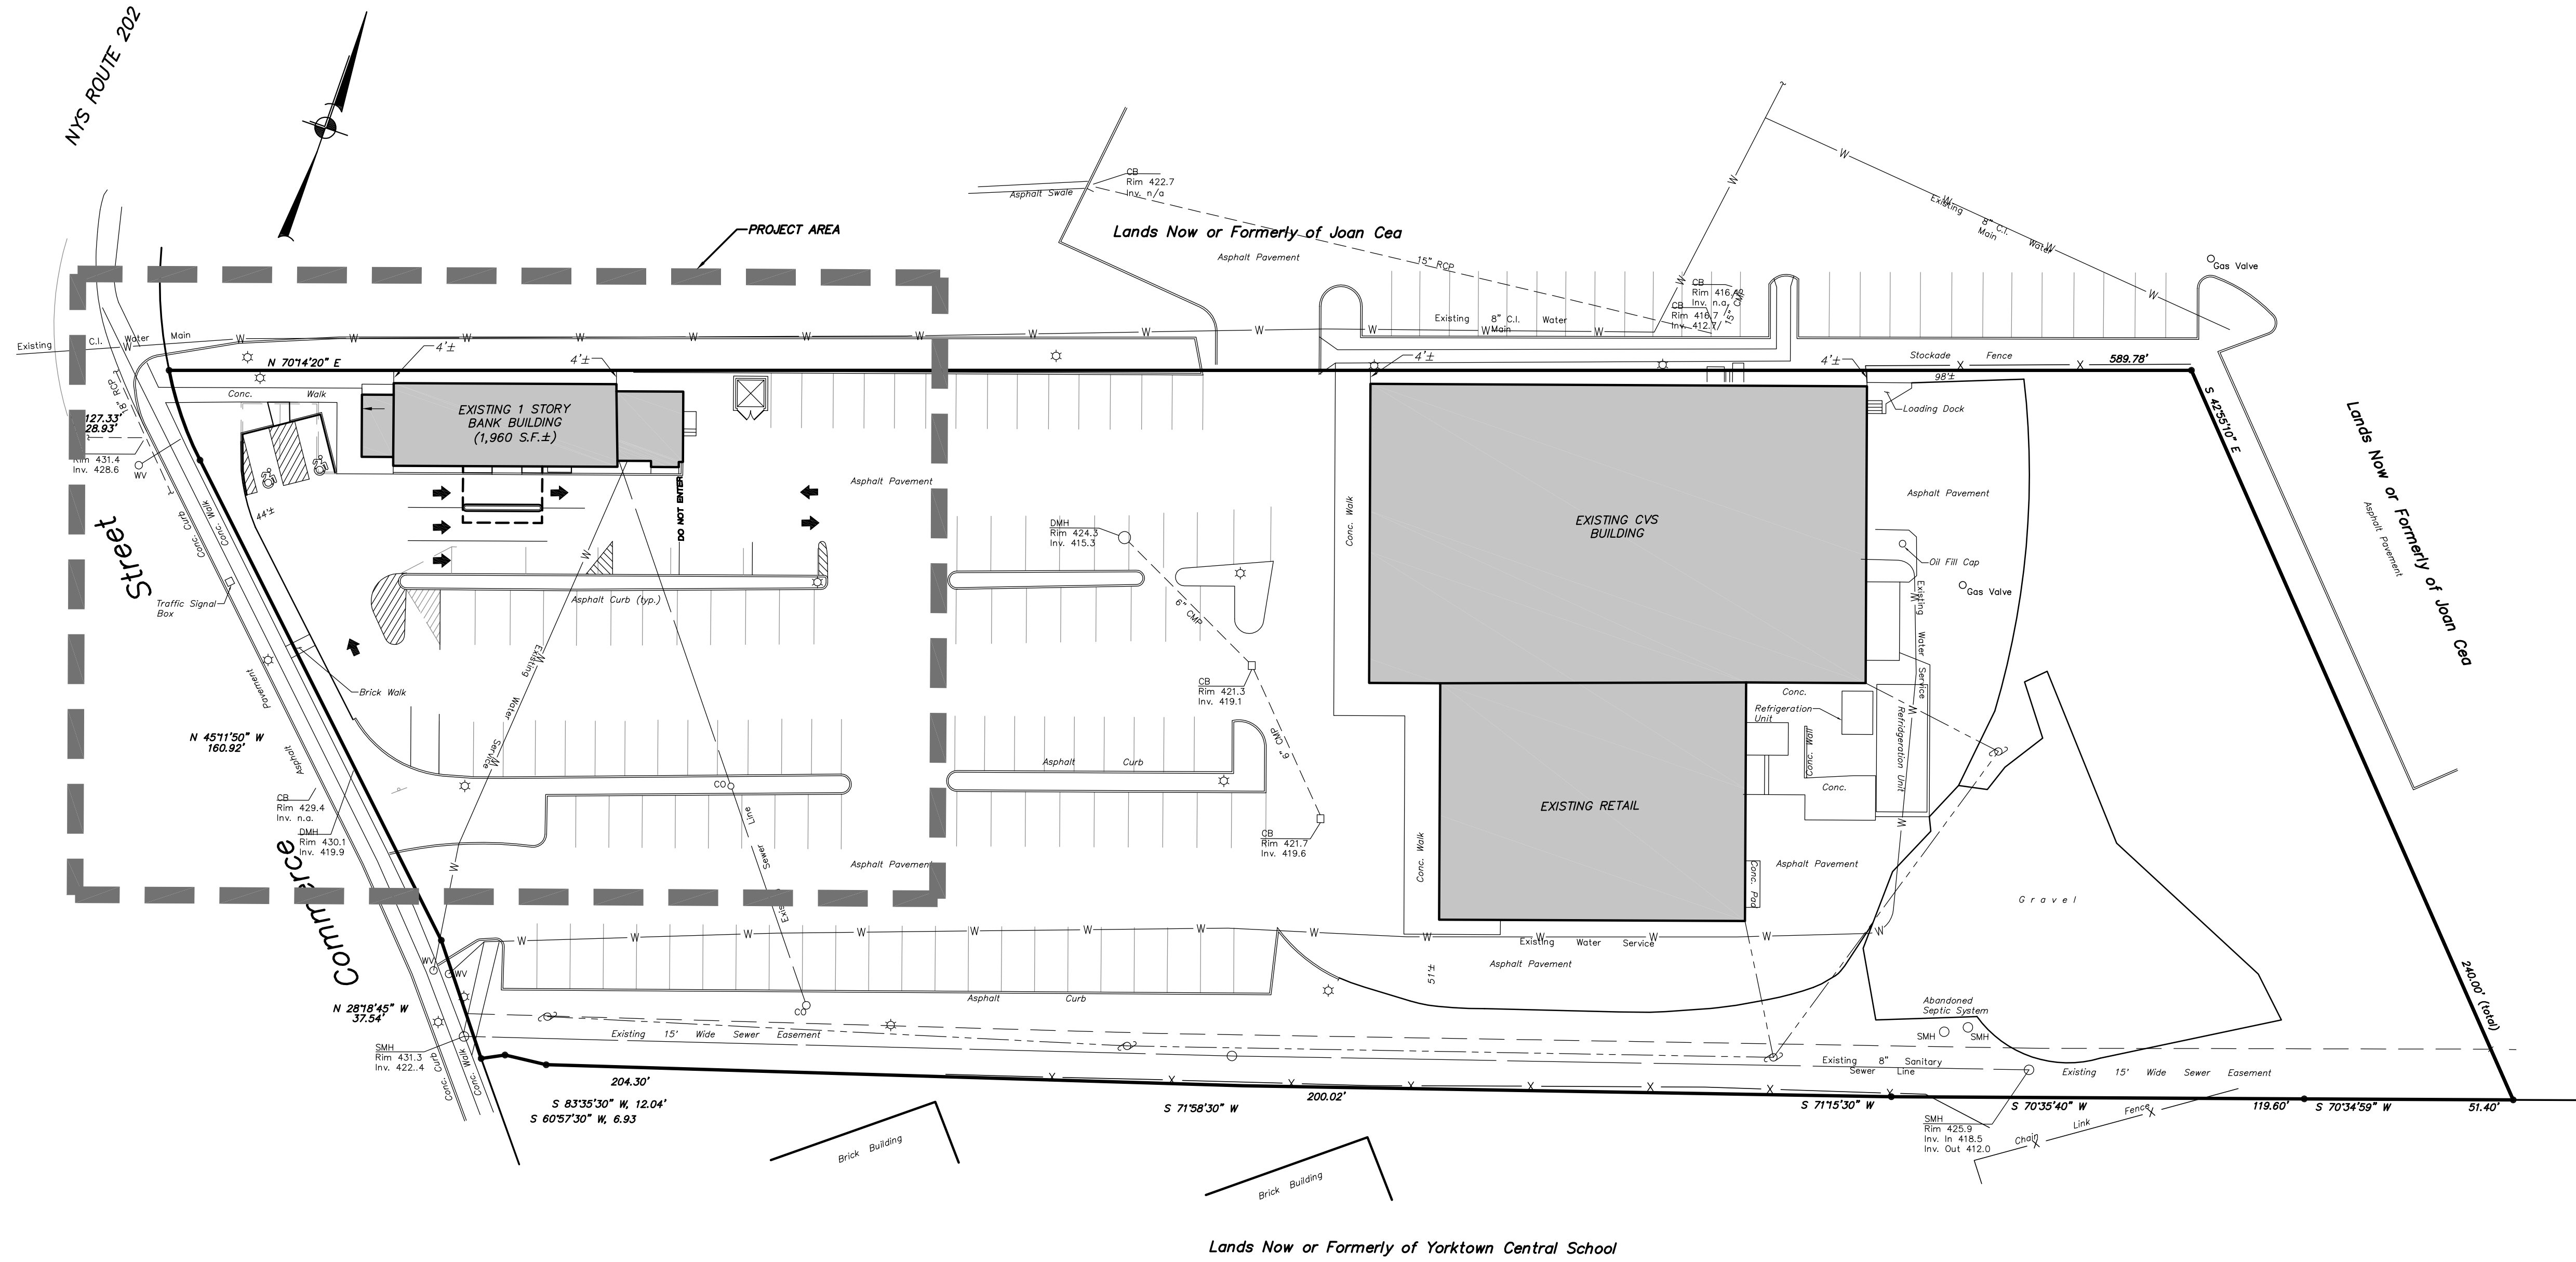 NYS ROUTE 202
PROJECT AREA
Asphalt Swale
CB
Rim 422.7
Inv. n/a
Lands Now or Formerly of Joan Cea
Asphalt Pavement
15" RCP
Existing 8" C.I. Water
Main
Gas Valve
CB
Rim 416.
Inv. n.a.
CB
Rim 416.7
Inv. 412.7
15" CMP
Existing 8" C.I. Water
Main
Existing C.I. Water Main
N 70°14'20" E
4'±
4'±
4'±
4'±
Stockade Fence
589.78'
98'±
Loading Dock
S 42°55'10" E
18" RCP
Conc. Walk
127.33'
28.93'
Rim 431.4
Inv. 428.6
WV
EXISTING 1 STORY
BANK BUILDING
(1,960 S.F.±)
DO NOT ENTER
Asphalt Pavement
44'±
Conc. Curb
Conc. Walk
Conc. Walk
Street
DMH
Rim 424.3
Inv. 415.3
Conc. Walk
EXISTING CVS
BUILDING
Asphalt Pavement
Oil Fill Cap
Gas Valve
Existing Water Service
Lands Now or Formerly of Joan Cea
Asphalt Pavement
Traffic Signal
Box
Asphalt Curb (typ.)
6" CMP
Brick Walk
Pavement
Asphalt
Existing Water Service
CB
Rim 421.3
Inv. 419.1
6" CMP
N 45°11'50" W
160.92'
Conc.
Refrigeration
Unit
Conc. Wall
Refridgeration Unit
Conc.
Asphalt Curb
CO
CB
Rim 429.4
Inv. n.a.
DMH
Rim 430.1
Inv. 419.9
Line
Sewer
CB
Rim 421.7
Inv. 419.6
EXISTING RETAIL
Conc. Walk
Asphalt Pavement
Asphalt Pavement
Conc. Pad
Gravel
Commerce
WV
WV
Existing Water Service
Asphalt Pavement
51'±
Asphalt Curb
CO
240.00' (total)
N 28°18'45" W
37.54'
Abandoned
Septic System
SMH
SMH
Existing 15' Wide Sewer Easement
SMH
Rim 431.3
Inv. 422..4
Conc. Curb
Conc. Walk
Existing 8" Sanitary
Sewer Line
Existing 15' Wide Sewer Easement
204.30'
S 83°35'30" W, 12.04'
S 60°57'30" W, 6.93
S 71°58'30" W
200.02'
S 71°15'30" W
S 70°35'40" W
119.60'
S 70°34'59" W
51.40'
SMH
Rim 425.9
Inv. In 418.5
Inv. Out 412.0
Chain Link Fence
Brick Building
Brick Building
Lands Now or Formerly of Yorktown Central School